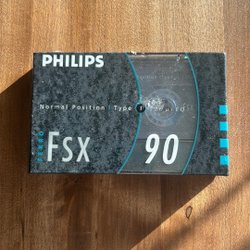 PHILIPS
Normal Position Type I
FSX 90